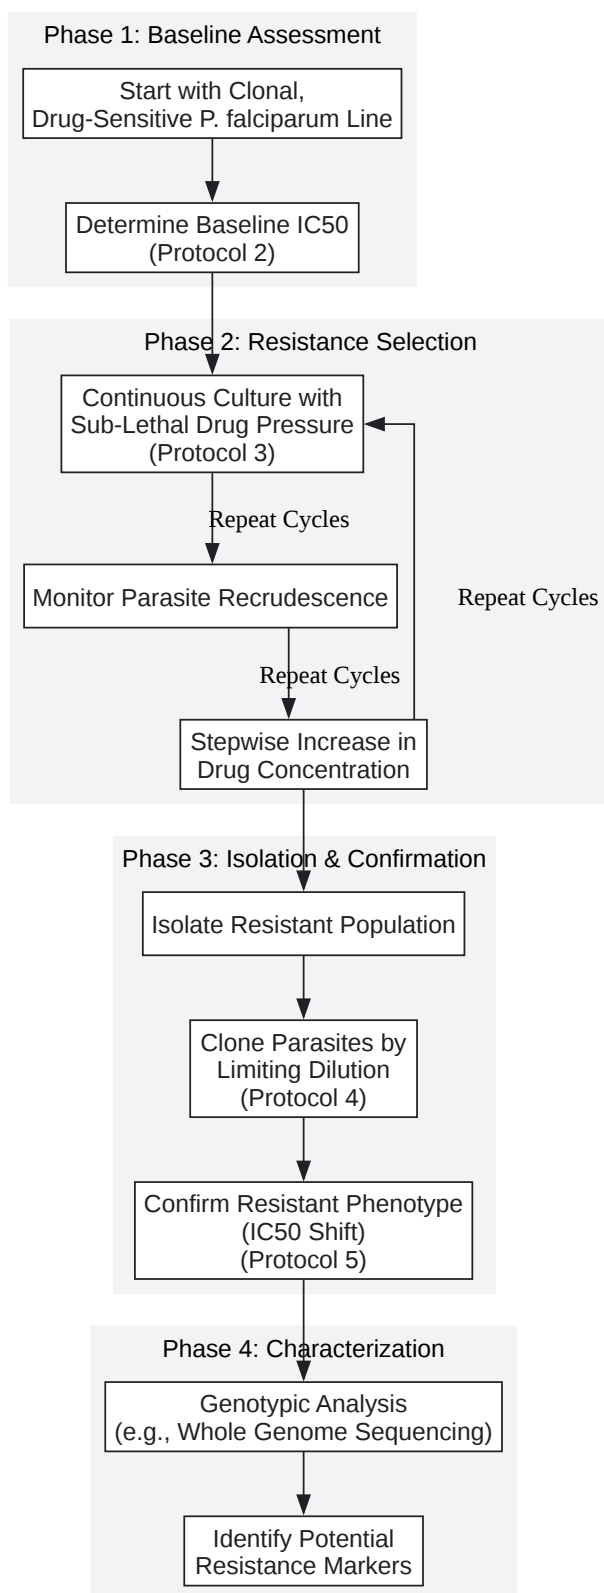 Phase 1: Baseline Assessment
Start with Clonal,
Drug-Sensitive P. falciparum Line
Determine Baseline IC50
(Protocol 2)
Phase 2: Resistance Selection
Continuous Culture with
Sub-Lethal Drug Pressure
(Protocol 3)
Repeat Cycles
Monitor Parasite Recrudescence
Repeat Cycles
Repeat Cycles
Stepwise Increase in
Drug Concentration
Phase 3: Isolation & Confirmation
Isolate Resistant Population
Clone Parasites by
Limiting Dilution
(Protocol 4)
Confirm Resistant Phenotype
(IC50 Shift)
(Protocol 5)
Phase 4: Characterization
Genotypic Analysis
(e.g., Whole Genome Sequencing)
Identify Potential
Resistance Markers